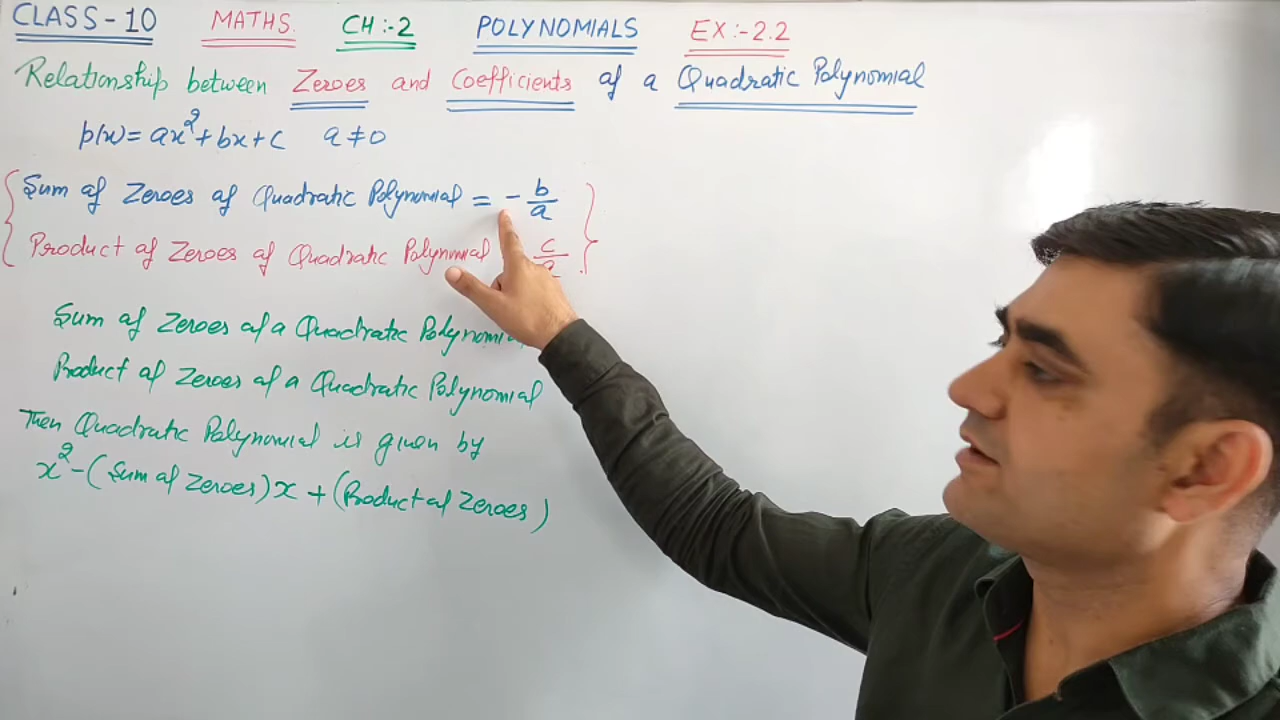 CLASS-10 MATHS. CH:-2 POLYNOMIALS EX:-2.2
Relationship between Zeroes and Coefficients of a Quadratic Polynomial
p(x)= ax²+bx+c a≠0
Sum of Zeroes of Quadratic Polynomial = - b/a
Product of Zeroes of Quadratic Polynomial c/a
Sum of Zeroes of a Quadratic Polynomi
Product of Zeroes of a Quadratic Polynomial
Then Quadratic Polynomial is given by
x²-(Sum of Zeroes)x+(Product of Zeroes)